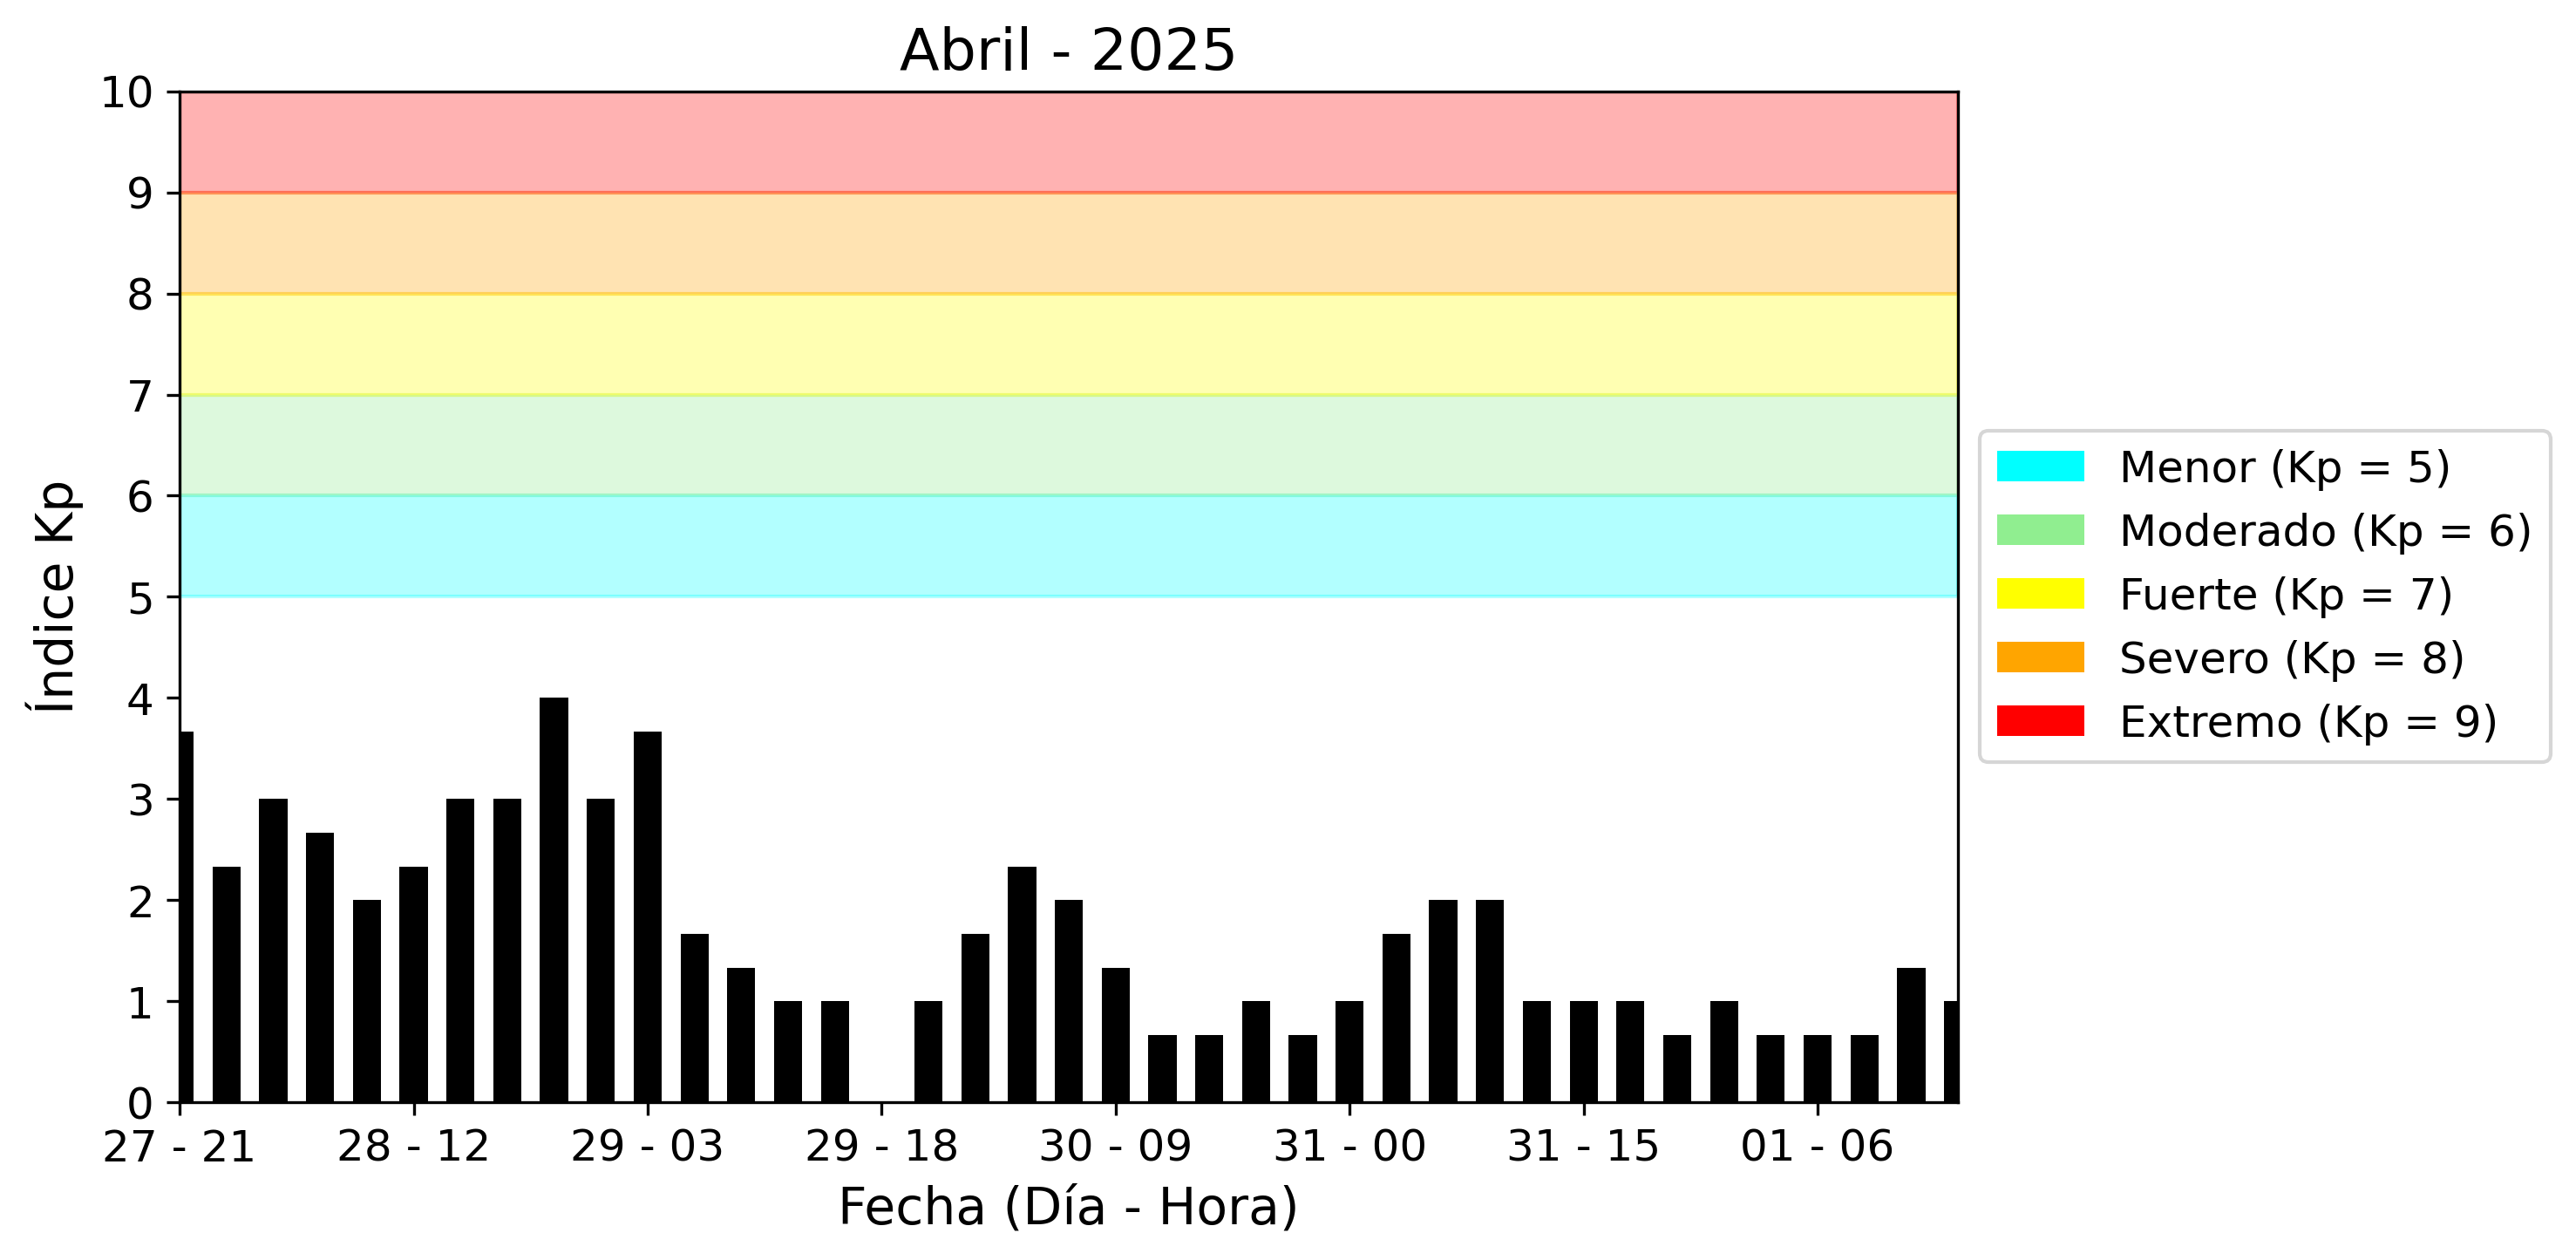 Abril - 2025
10
9
8
7
6
5
4
3
2
1
0
Índice Kp
27 - 21
28 - 12
29 - 03
29 - 18
30 - 09
31 - 00
31 - 15
01 - 06
Fecha (Día - Hora)
Menor (Kp = 5)
Moderado (Kp = 6)
Fuerte (Kp = 7)
Severo (Kp = 8)
Extremo (Kp = 9)